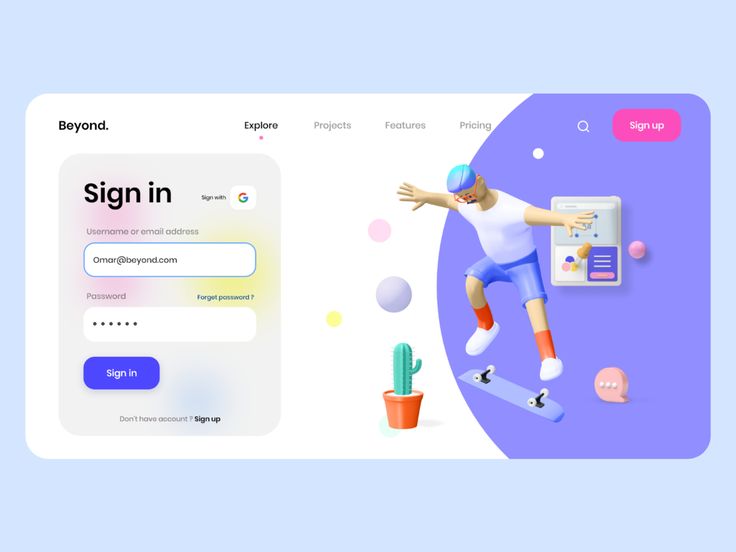 Beyond. Explore Projects Features Pricing Sign up
Sign in
Sign with G
Username or email address
Omar@beyond.com
Password Forget password ?
Sign in
Don't have account ? Sign up